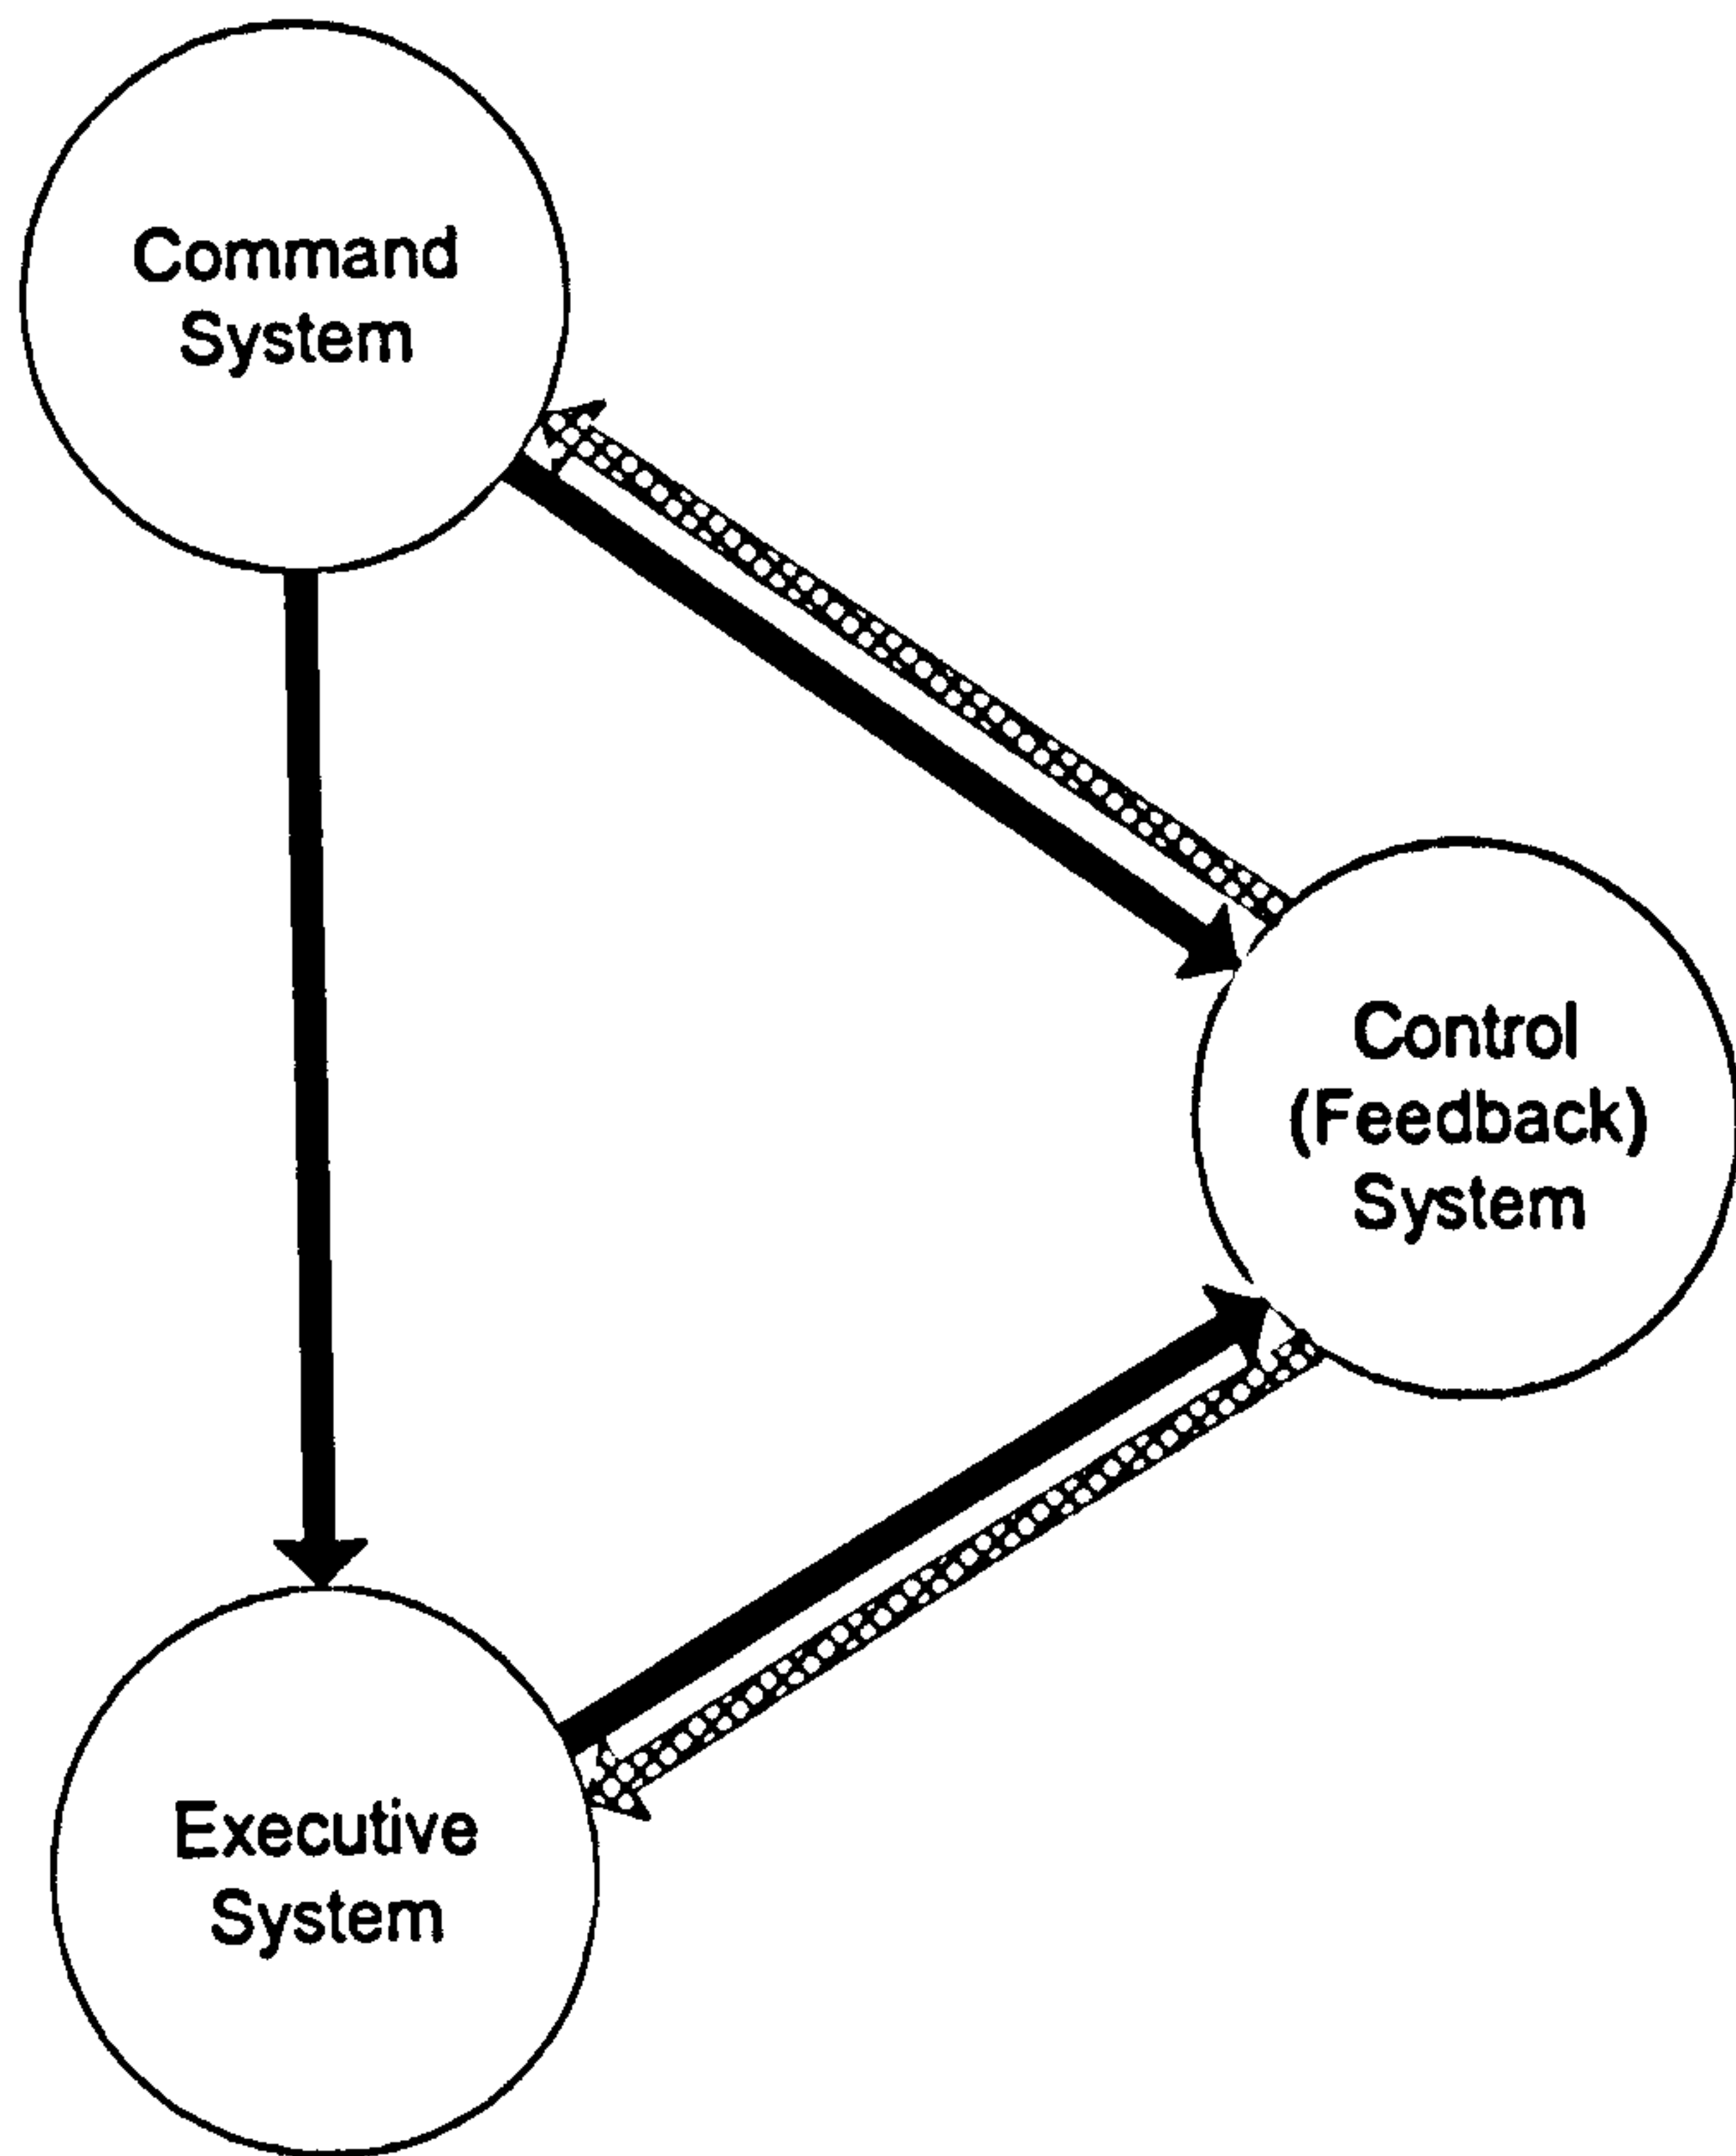 Command
System
Control
(Feedback)
System
Executive
System